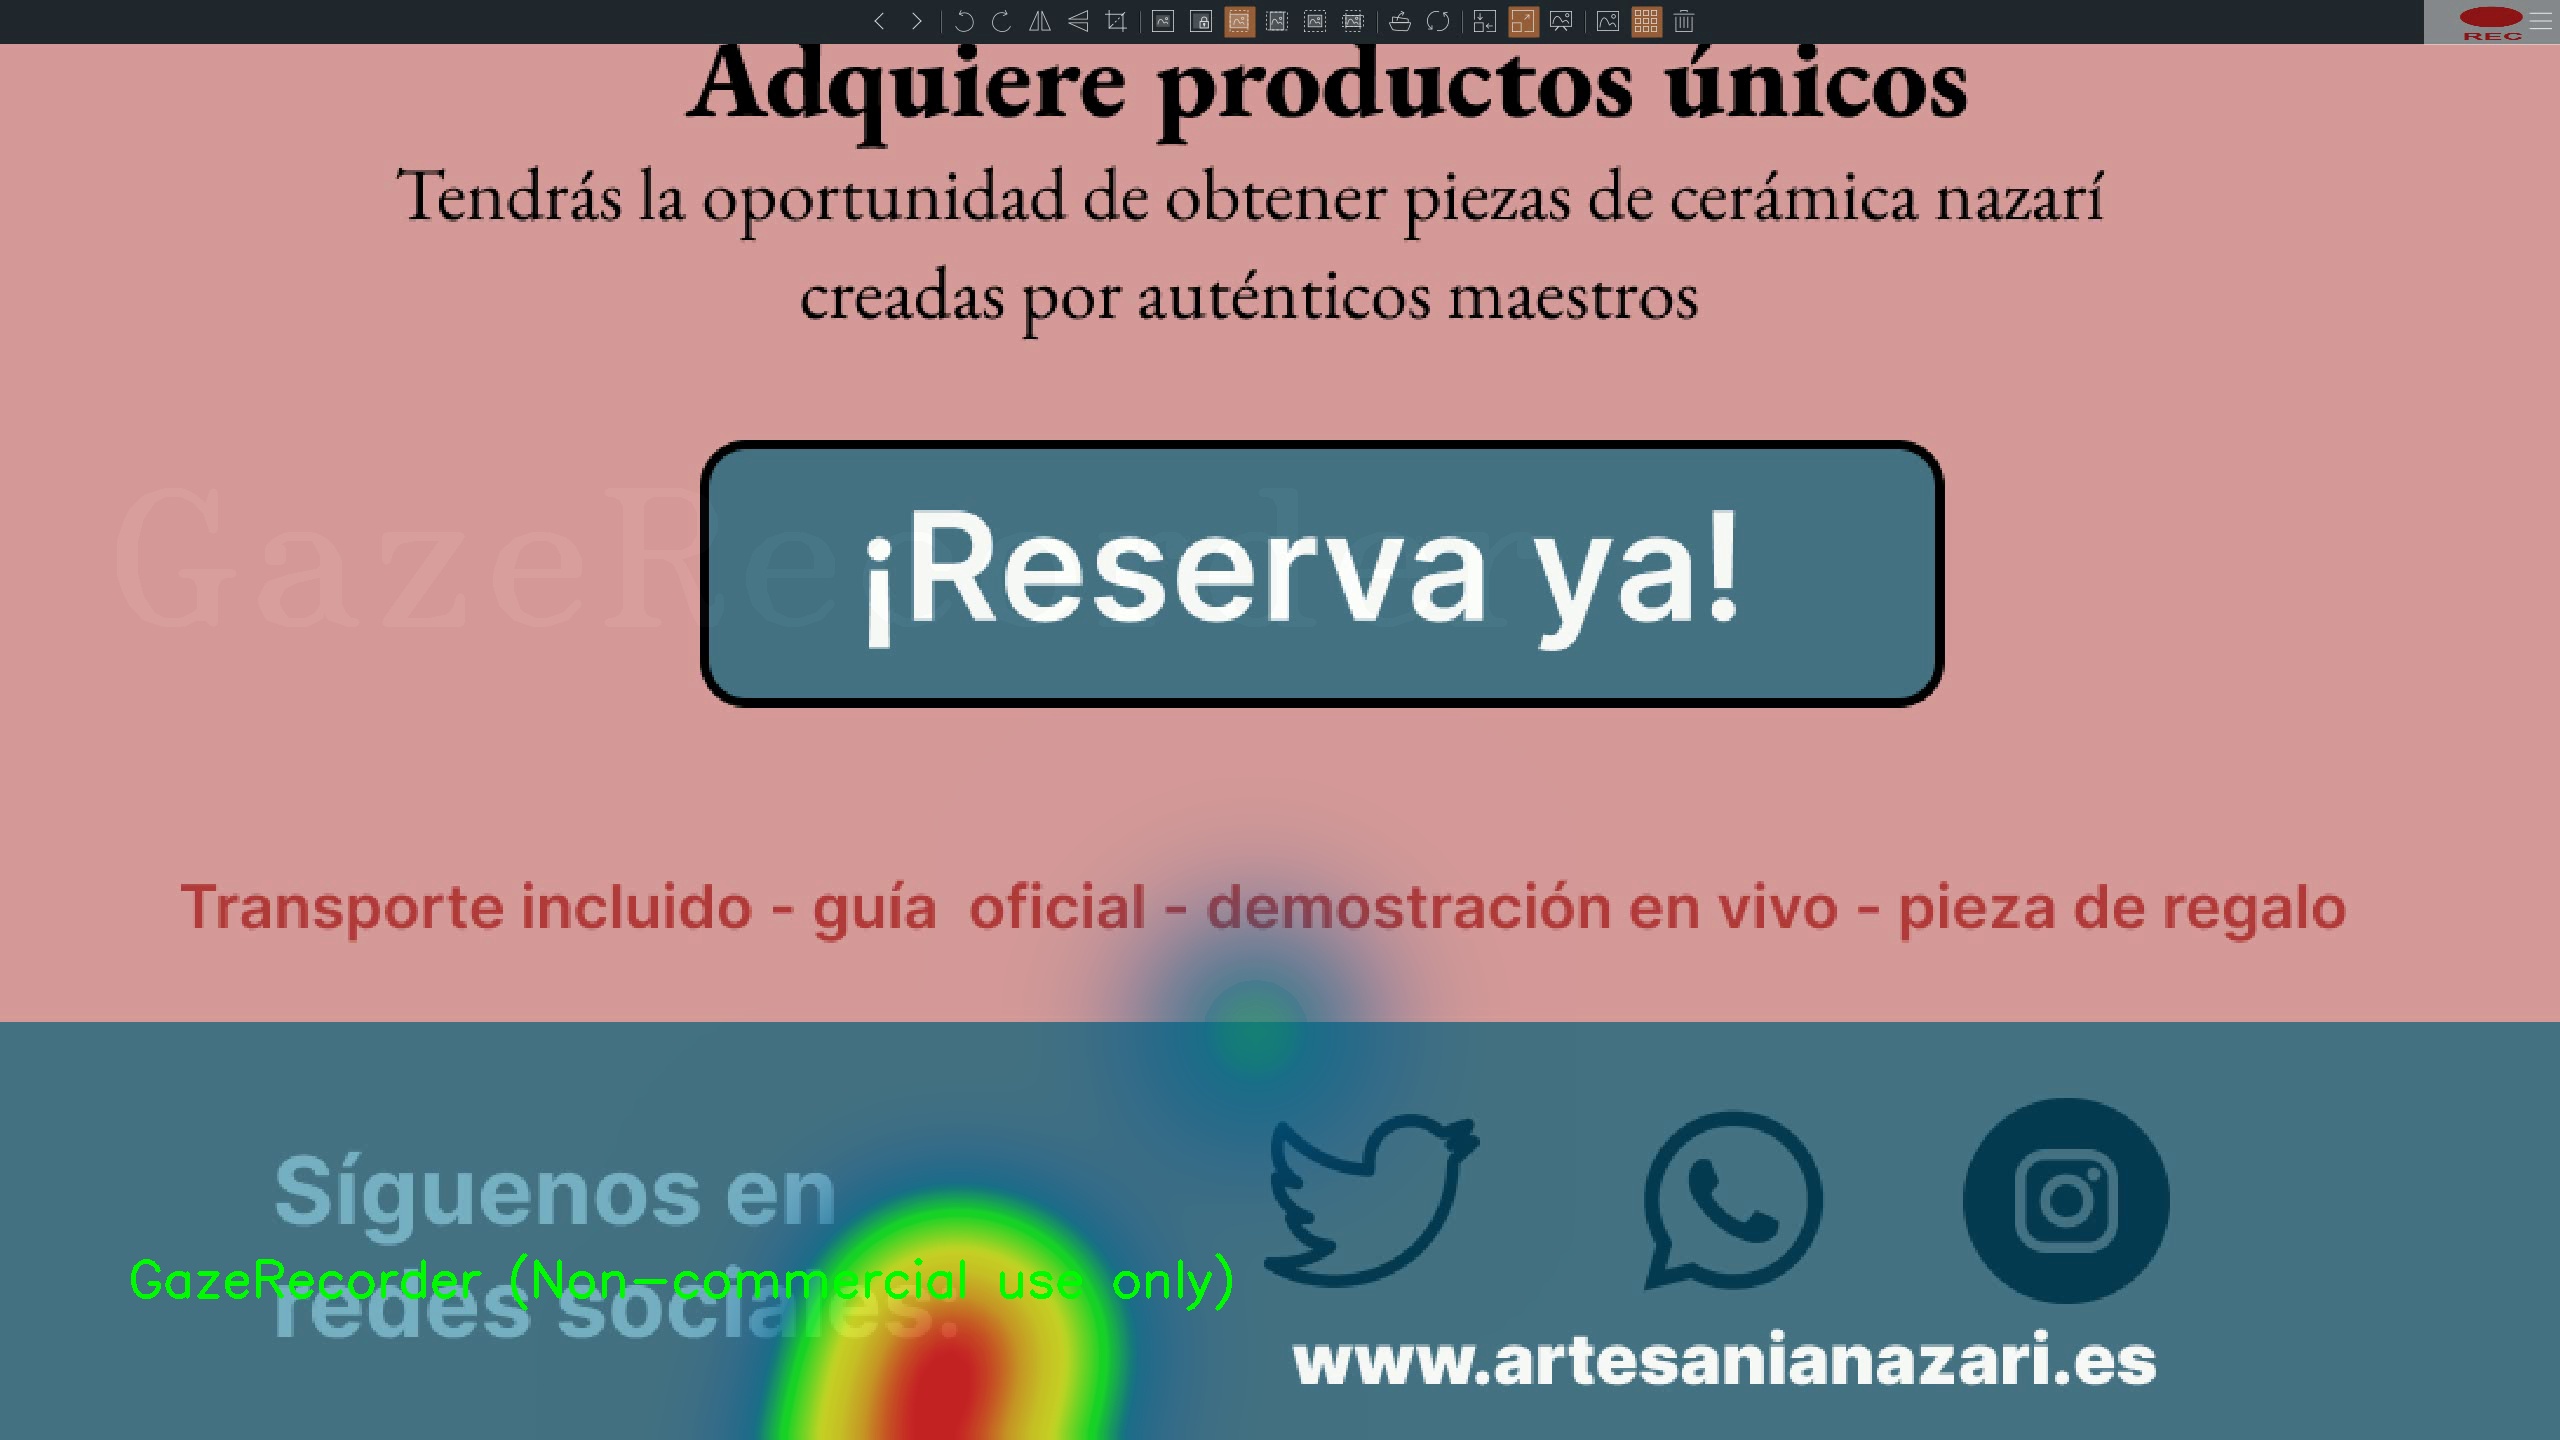 REC
Adquiere productos únicos
Tendrás la oportunidad de obtener piezas de cerámica nazarí
creadas por auténticos maestros
GazeRecorder
¡Reserva ya!
Transporte incluido - guía oficial - demostración en vivo - pieza de regalo
Síguenos en
GazeRecorder (Non-commercial use only)
redes sociales.
www.artesanianazari.es